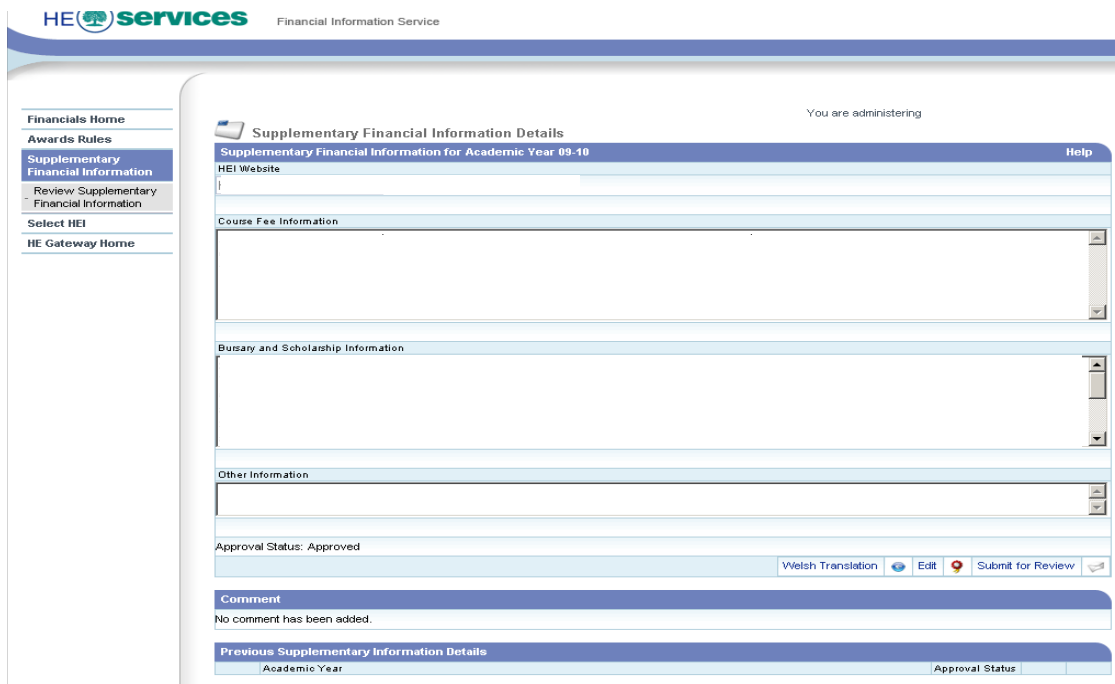 HE services Financial Information Service
You are administering
Financials Home
Awards Rules
Supplementary
Financial Information
Review Supplementary
Financial Information
Select HEI
HE Gateway Home
Supplementary Financial Information Details
Supplementary Financial Information for Academic Year 09-10 Help
HEI Website
Course Fee Information
Bursary and Scholarship Information
Other Information
Approval Status: Approved
Welsh Translation Edit Submit for Review
Comment
No comment has been added.
Previous Supplementary Information Details
Academic Year Approval Status